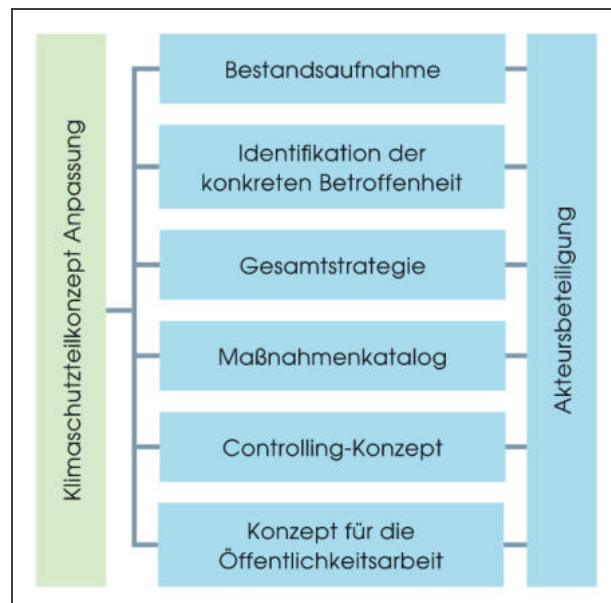 Klimaschutzteilkonzept Anpassung
Bestandsaufnahme
Identifikation der
konkreten Betroffenheit
Gesamtstrategie
Maßnahmenkatalog
Controlling-Konzept
Konzept für die
Öffentlichkeitsarbeit
Akteursbeteiligung